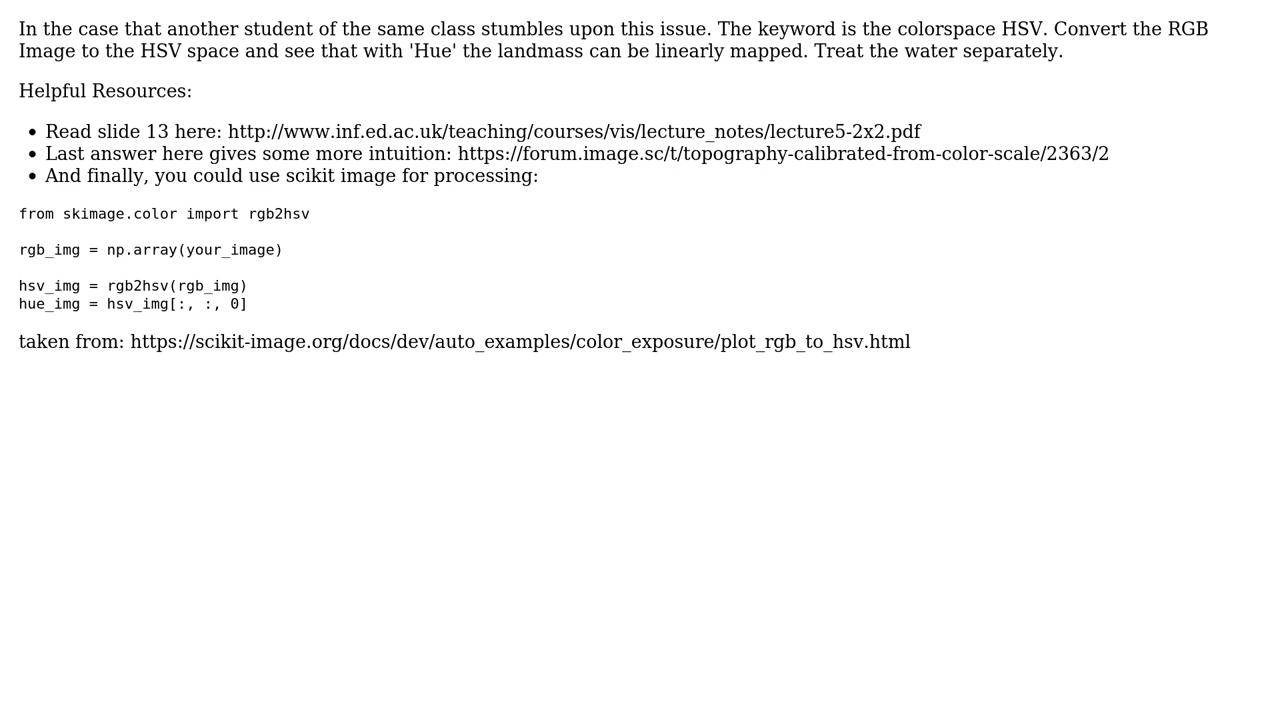 In the case that another student of the same class stumbles upon this issue. The keyword is the colorspace HSV. Convert the RGB
Image to the HSV space and see that with 'Hue' the landmass can be linearly mapped. Treat the water separately.
Helpful Resources:
• Read slide 13 here: http://www.inf.ed.ac.uk/teaching/courses/vis/lecture_notes/lecture5-2x2.pdf
• Last answer here gives some more intuition: https://forum.image.sc/t/topography-calibrated-from-color-scale/2363/2
• And finally, you could use scikit image for processing:
from skimage.color import rgb2hsv
rgb_img = np.array(your_image)
hsv_img = rgb2hsv(rgb_img)
hue_img = hsv_img[:, :, 0]
taken from: https://scikit-image.org/docs/dev/auto_examples/color_exposure/plot_rgb_to_hsv.html